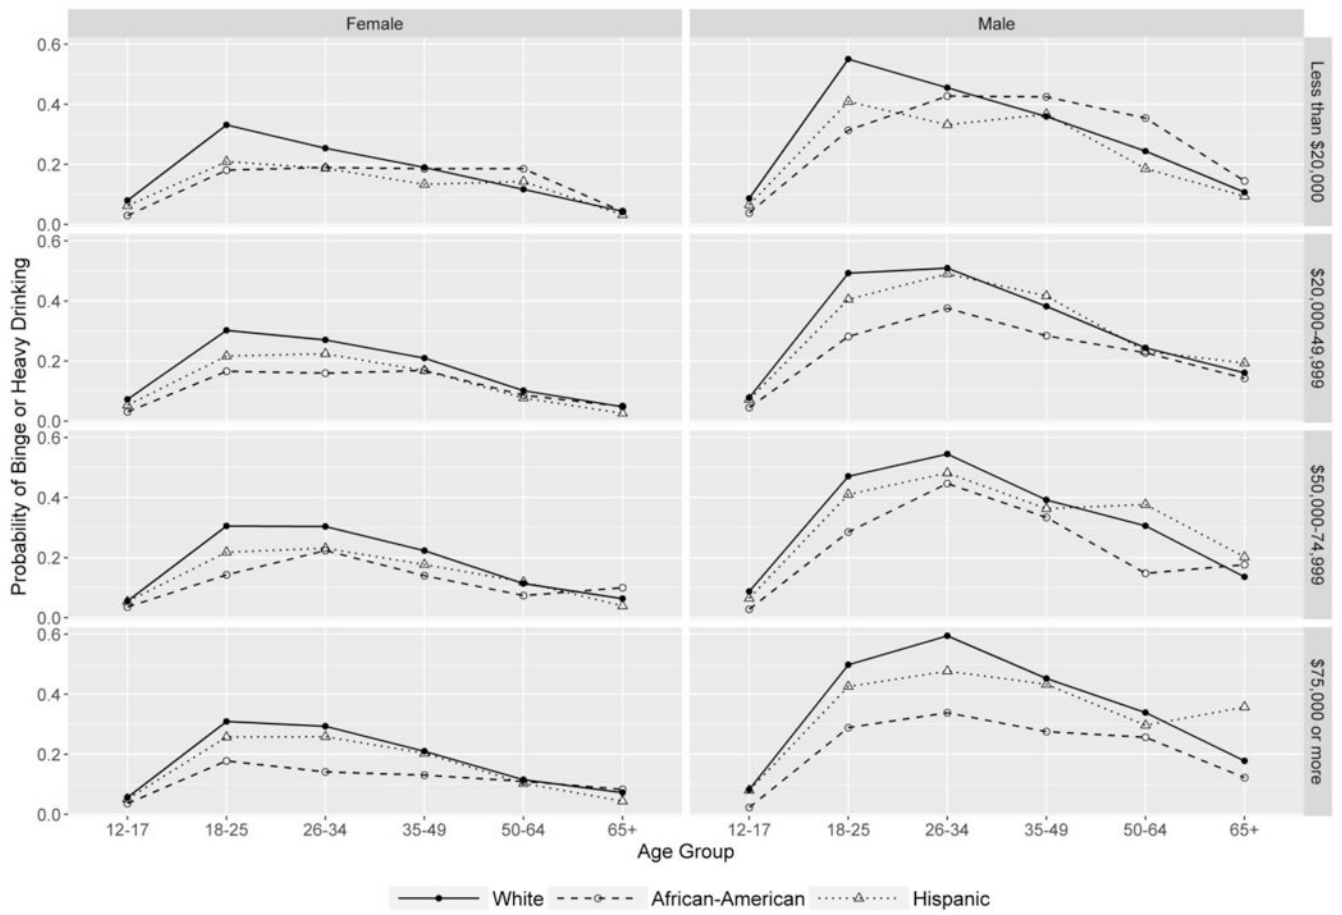 Female Male
Probability of Binge or Heavy Drinking
0.6
0.4
0.2
0.0
Less than $20,000
0.6
0.4
0.2
0.0
$20,000-49,999
0.6
0.4
0.2
0.0
$50,000-74,999
0.6
0.4
0.2
0.0
$75,000 or more
12-17 18-25 26-34 35-49 50-64 65+ 12-17 18-25 26-34 35-49 50-64 65+
Age Group
White African-American Hispanic